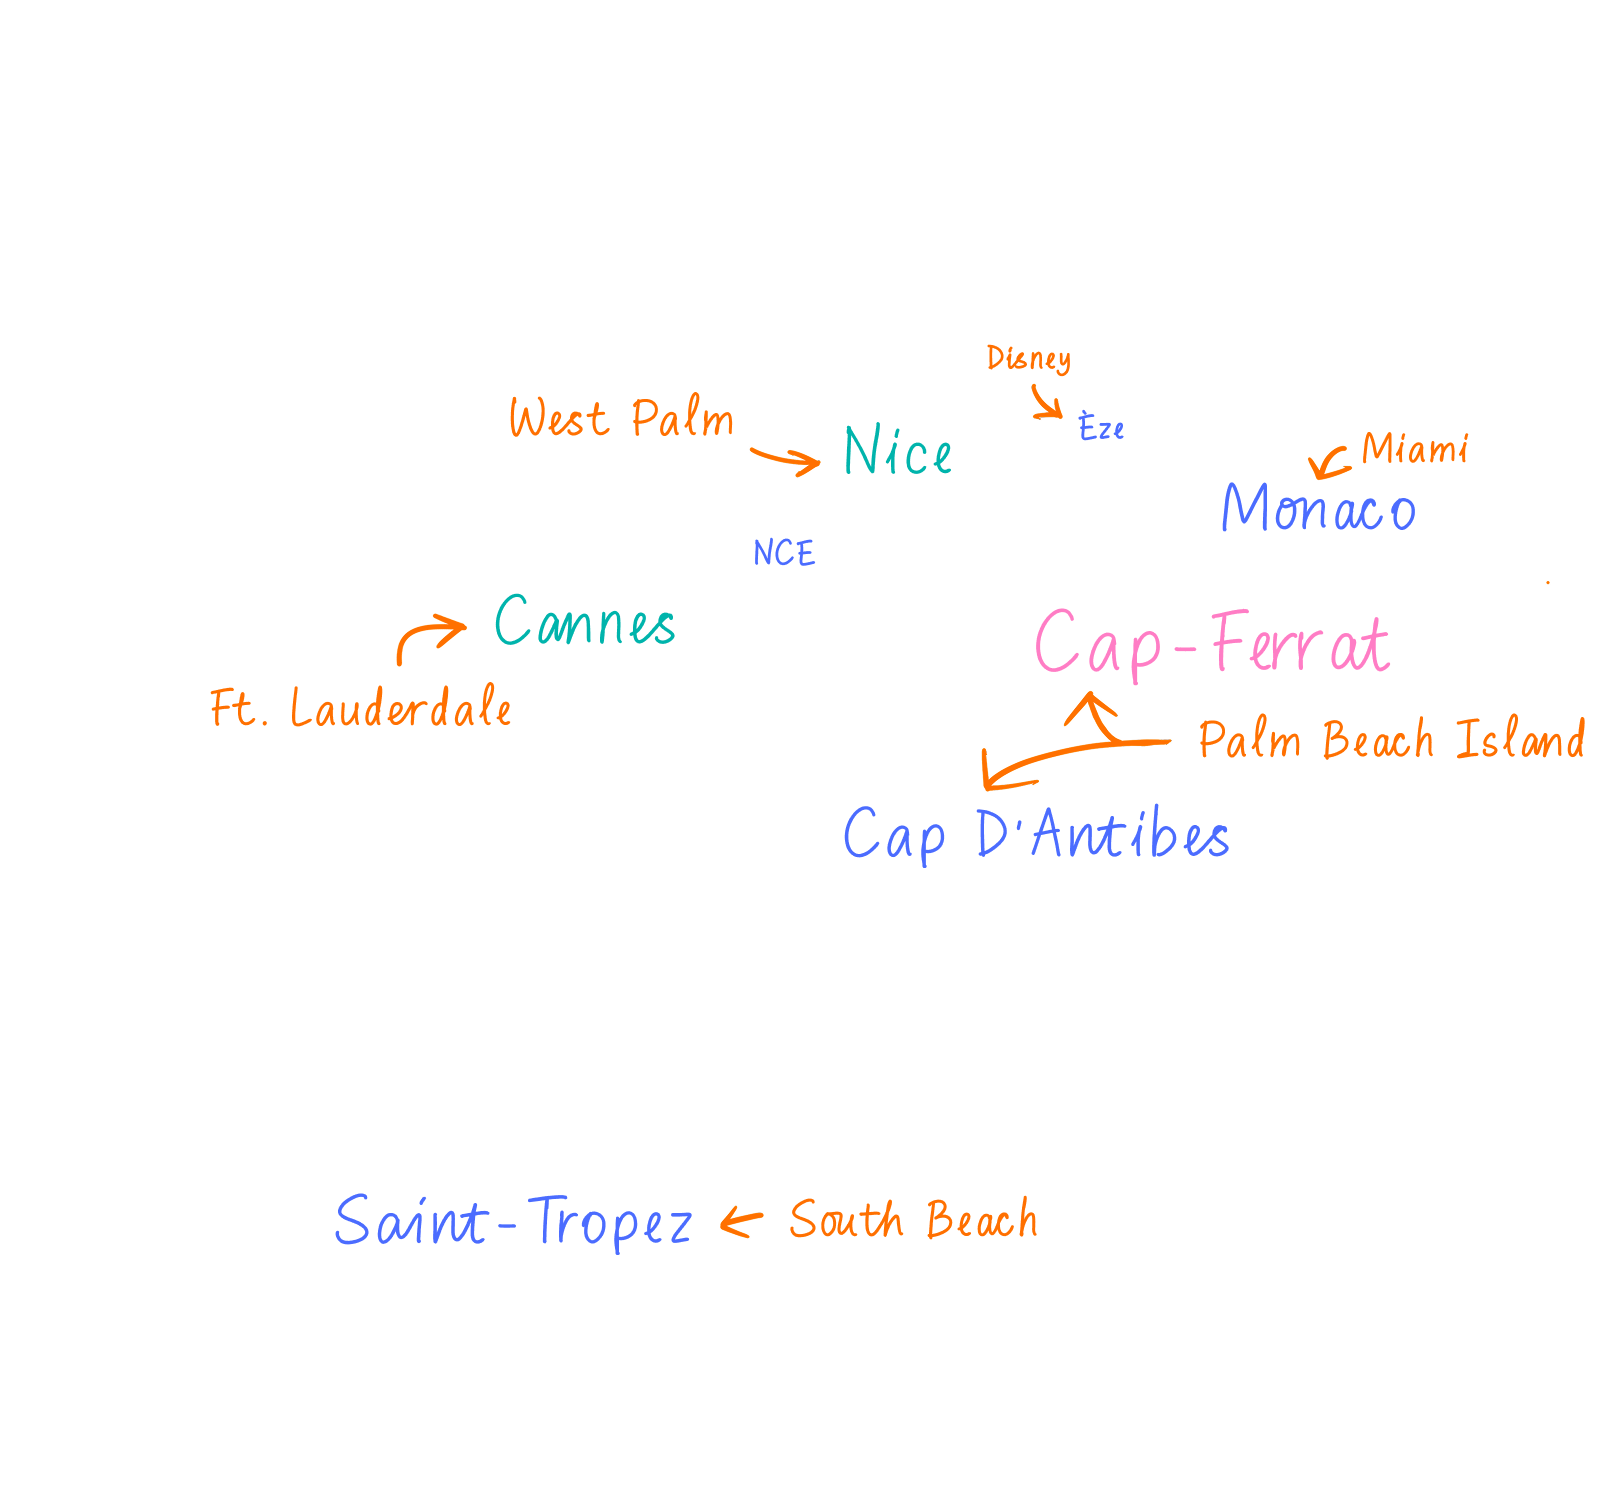 Disney
West Palm
Nice
Èze
Miami
Monaco
NCE
Cannes
Cap-Ferrat
Ft. Lauderdale
Palm Beach Island
Cap D'Antibes
Saint-Tropez
South Beach